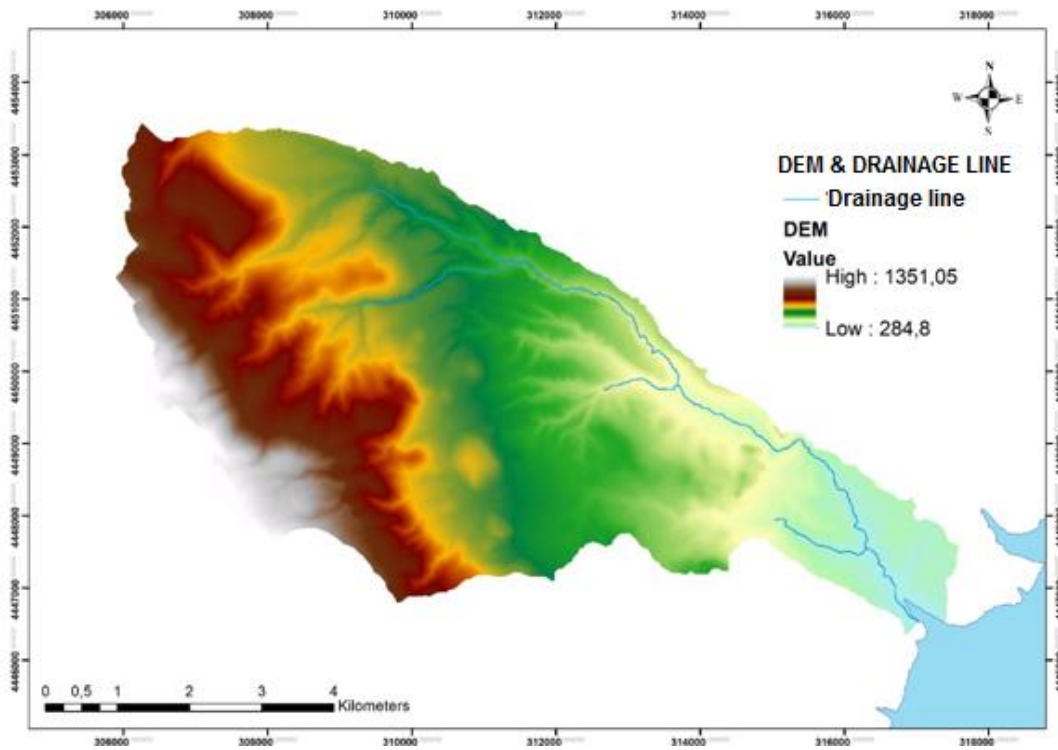 306000 308000 310000 312000 314000 316000 318000
N
W E
S
DEM & DRAINAGE LINE
'Drainage line
DEM
Value
High : 1351,05
Low : 284,8
4454000
4453000
4452000
4451000
4450000
4449000
4448000
4447000
4446000
0 0,5 1 2 3 4
Kilometers
306000 308000 310000 312000 314000 316000 318000